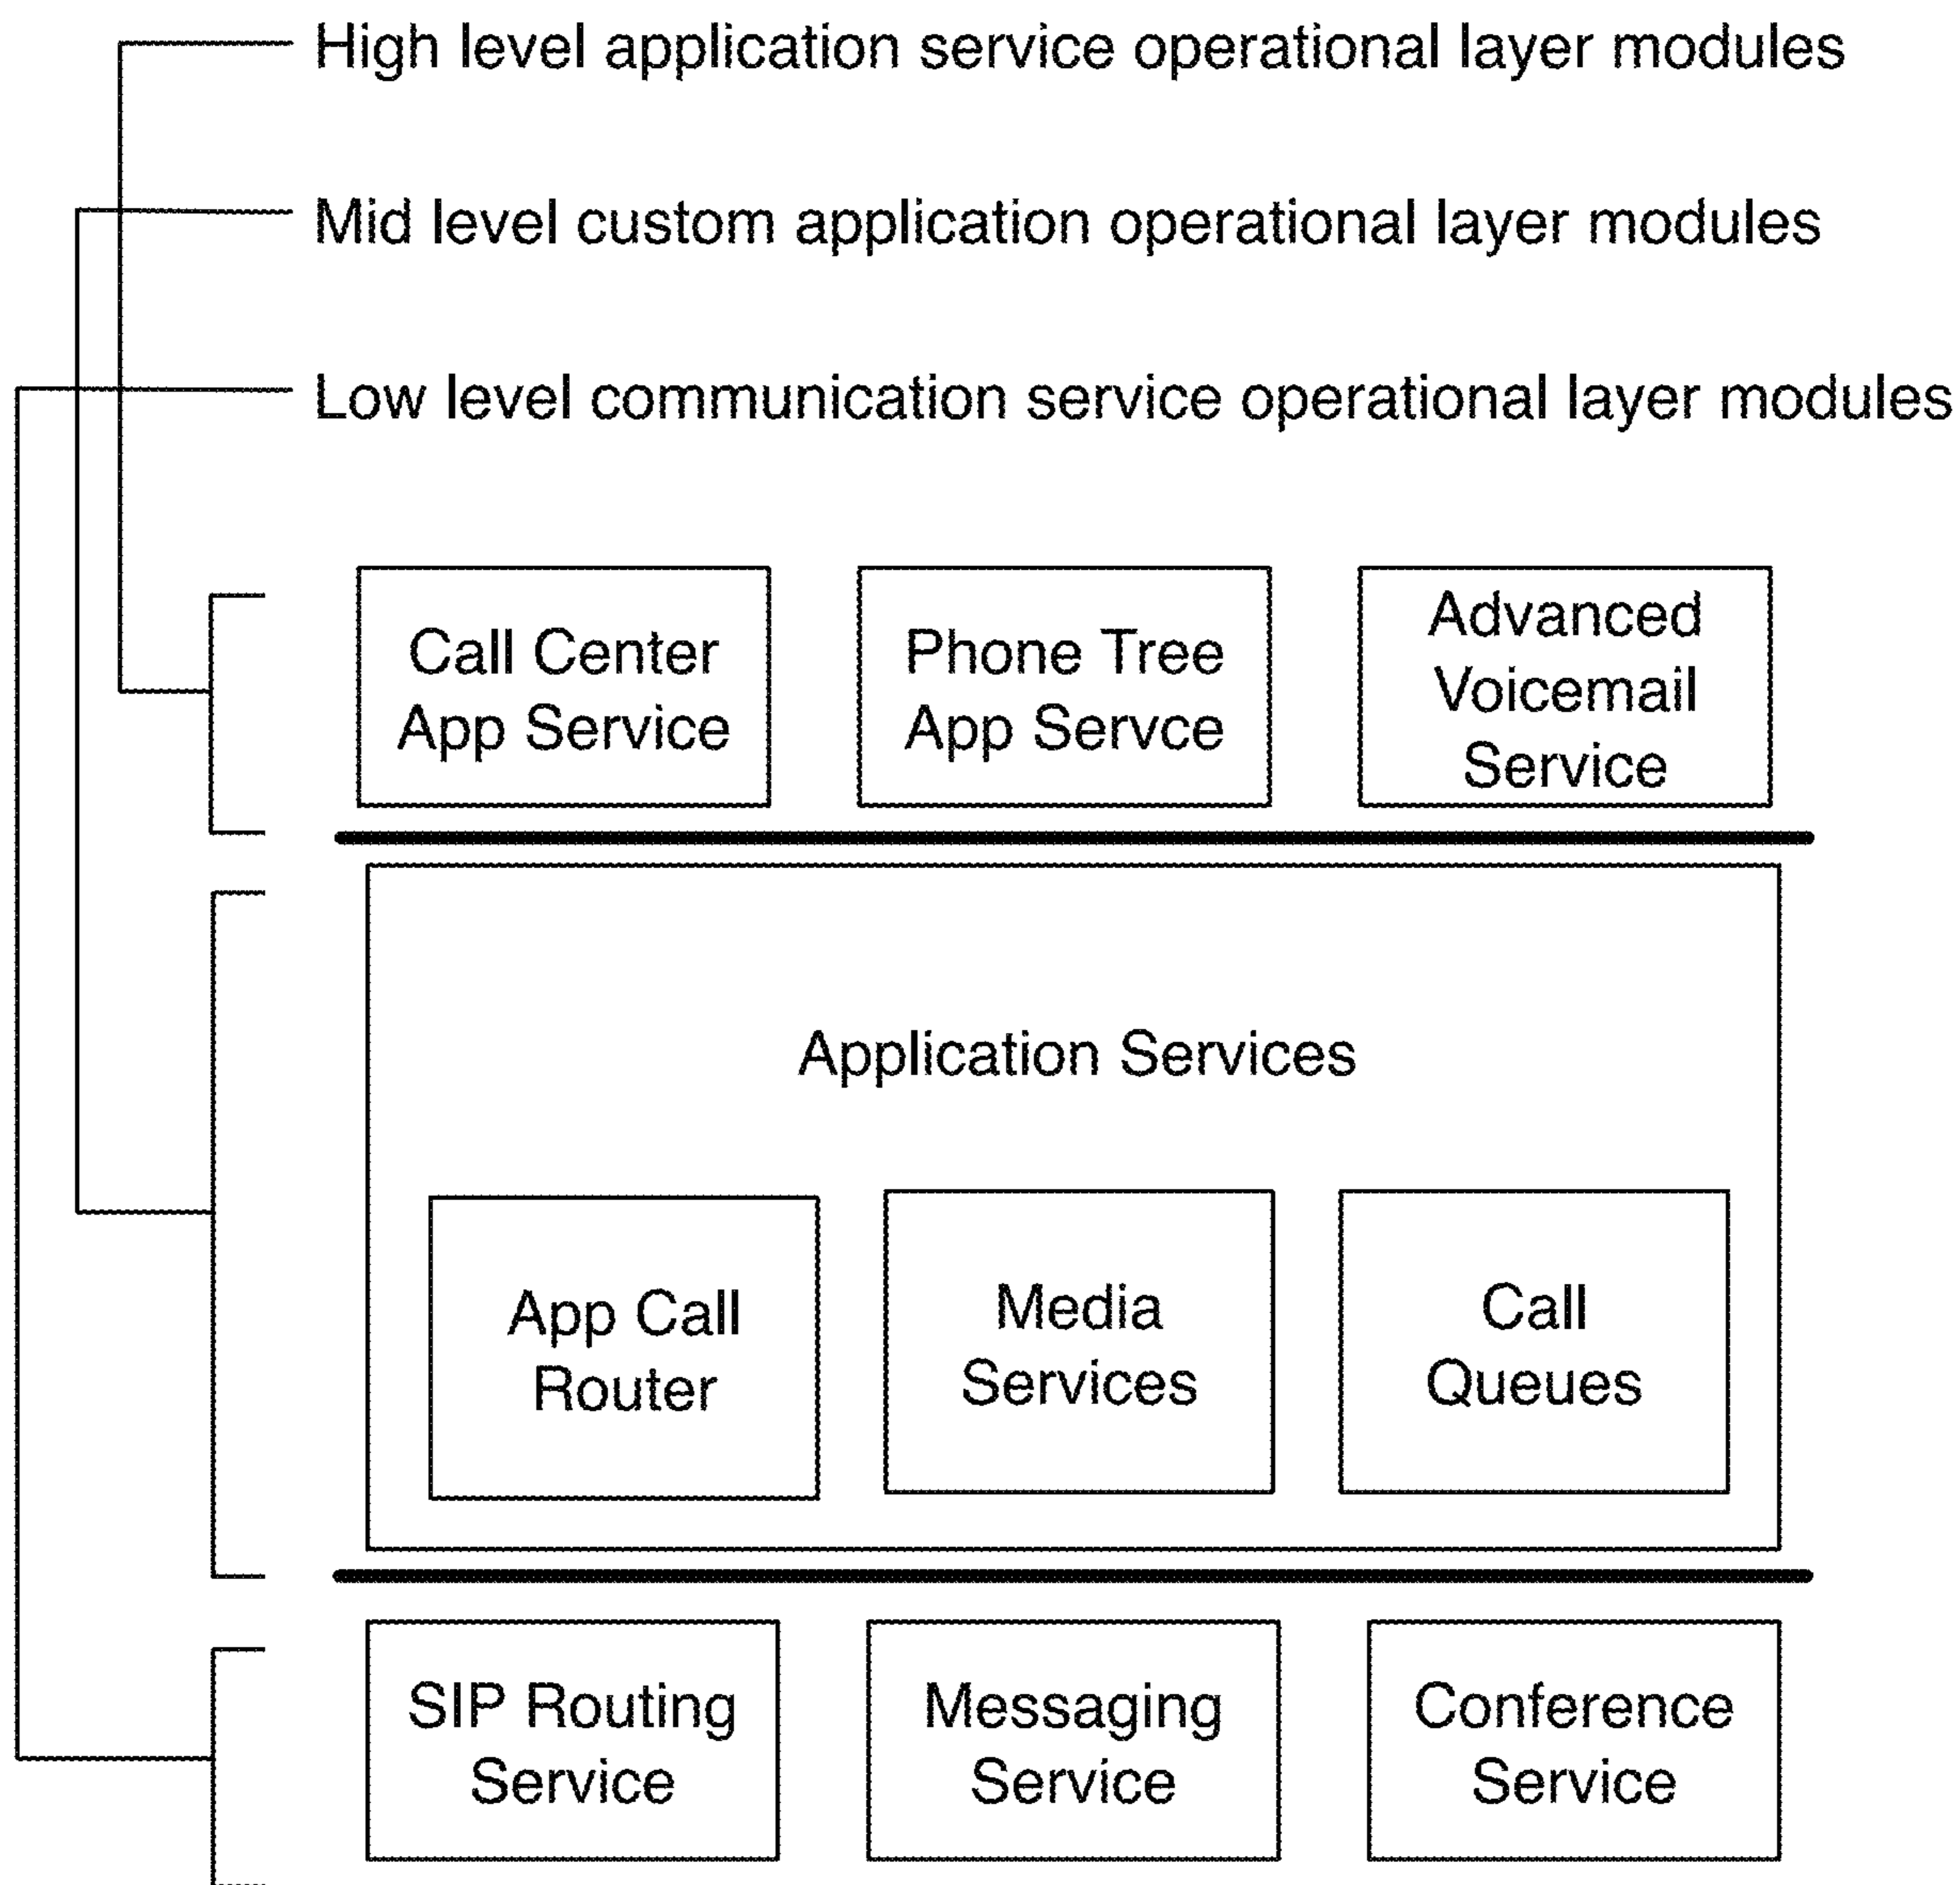 High level application service operational layer modules
Mid level custom application operational layer modules
Low level communication service operational layer modules
Call Center
App Service
Phone Tree
App Servce
Advanced
Voicemail
Service
Application Services
App Call
Router
Media
Services
Call
Queues
SIP Routing
Service
Messaging
Service
Conference
Service